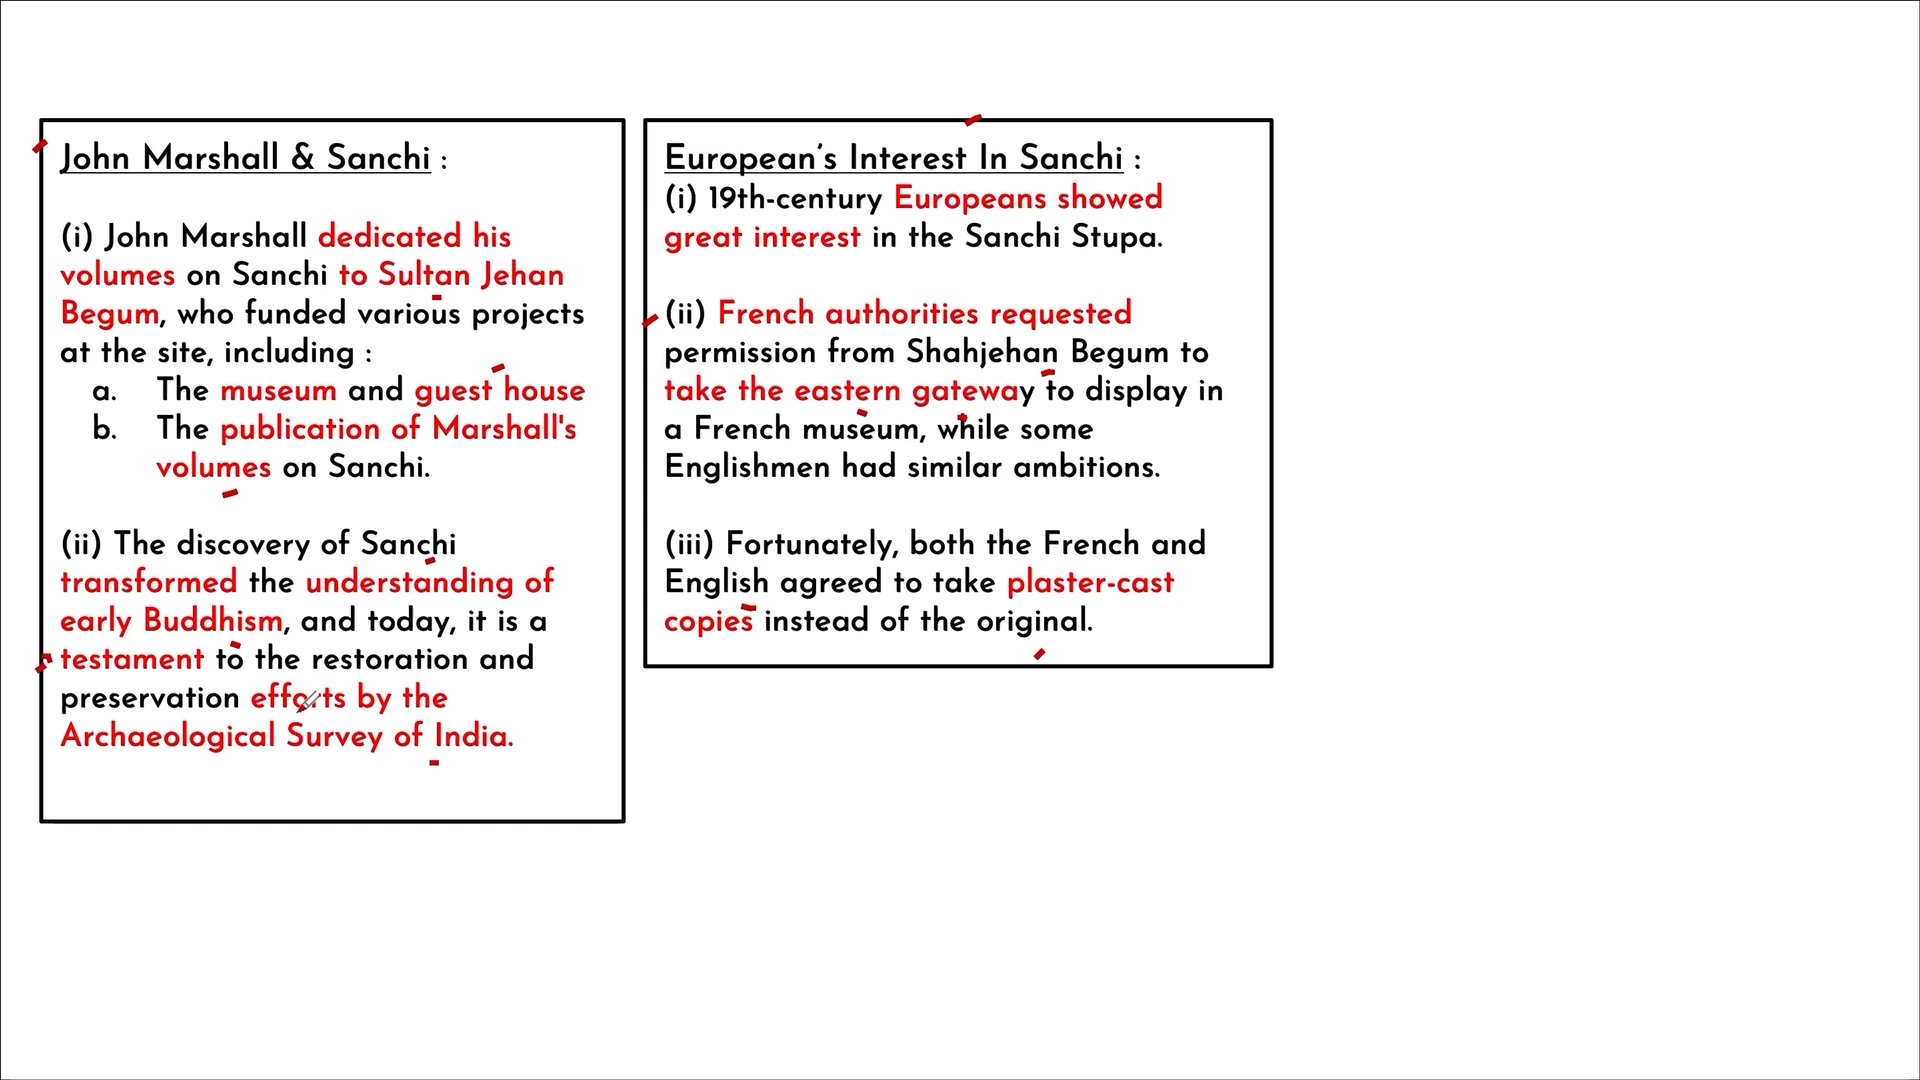 John Marshall & Sanchi :
(i) John Marshall dedicated his
volumes on Sanchi to Sultan Jehan
Begum, who funded various projects
at the site, including :
a. The museum and guest house
b. The publication of Marshall's
volumes on Sanchi.
(ii) The discovery of Sanchi
transformed the understanding of
early Buddhism, and today, it is a
testament to the restoration and
preservation efforts by the
Archaeological Survey of India.
European’s Interest In Sanchi :
(i) 19th-century Europeans showed
great interest in the Sanchi Stupa.
(ii) French authorities requested
permission from Shahjehan Begum to
take the eastern gateway to display in
a French museum, while some
Englishmen had similar ambitions.
(iii) Fortunately, both the French and
English agreed to take plaster-cast
copies instead of the original.